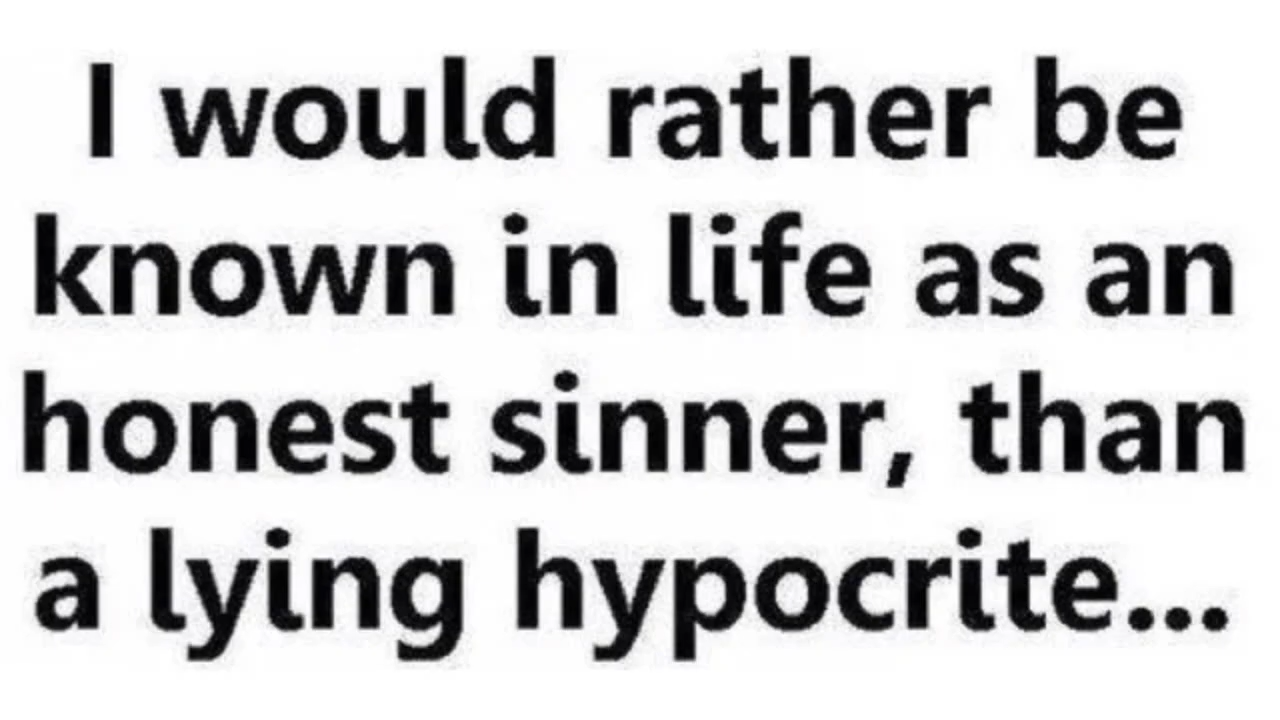 I would rather be
known in life as an
honest sinner, than
a lying hypocrite...